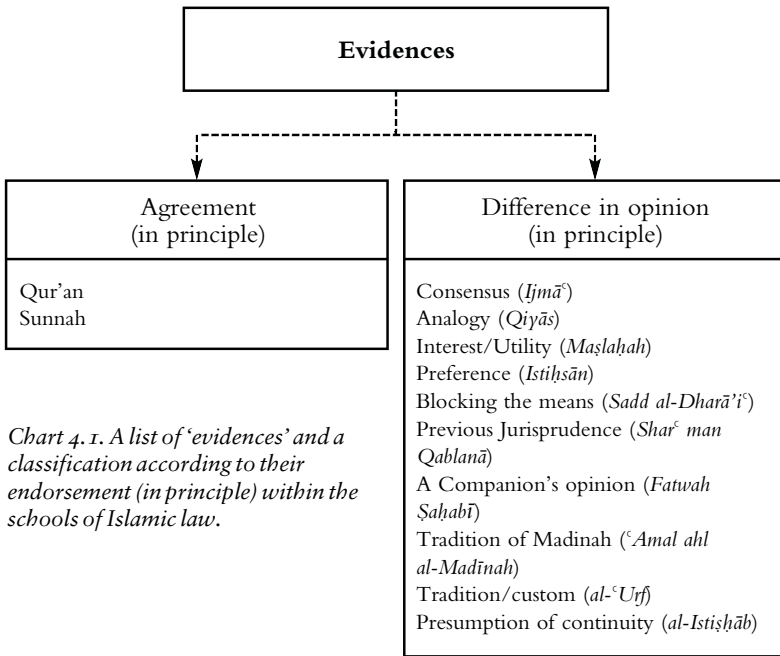 Evidences
Agreement
(in principle)
Qur’an
Sunnah
Difference in opinion
(in principle)
Consensus (Ijmāᶜ)
Analogy (Qiyās)
Interest/Utility (Maṣlaḥah)
Preference (Istiḥsān)
Blocking the means (Sadd al-Dharā’iᶜ)
Previous Jurisprudence (Sharᶜ man
Qablanā)
A Companion’s opinion (Fatwah
Ṣaḥabī)
Tradition of Madinah (ᶜAmal ahl
al-Madīnah)
Tradition/custom (al-ᶜUrf)
Presumption of continuity (al-Istiṣḥāb)
Chart 4.1. A list of ‘evidences’ and a
classification according to their
endorsement (in principle) within the
schools of Islamic law.